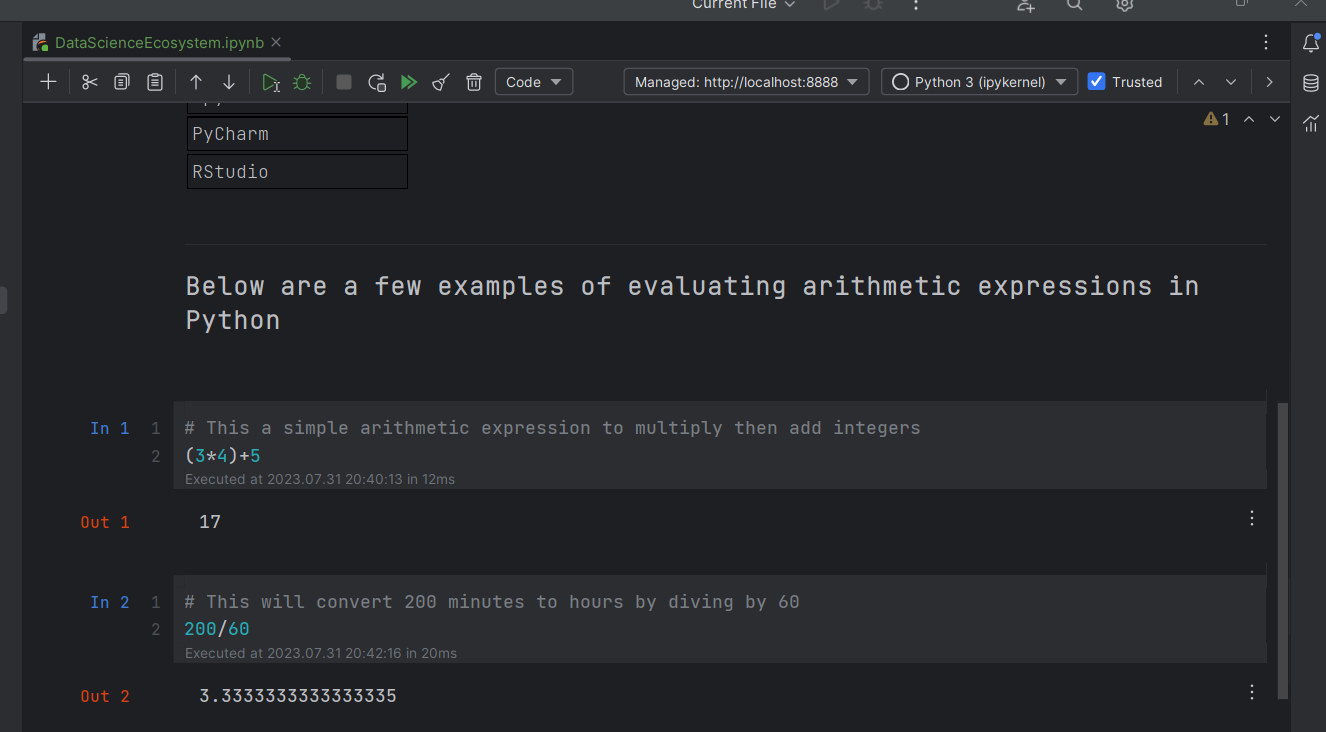 Current File
DataScienceEcosystem.ipynb
Code
Managed: http://localhost:8888
Python 3 (ipykernel)
Trusted
1
PyCharm
RStudio
Below are a few examples of evaluating arithmetic expressions in
Python
In 1
1 # This a simple arithmetic expression to multiply then add integers
2 (3*4)+5
Executed at 2023.07.31 20:40:13 in 12ms
Out 1
17
In 2
1 # This will convert 200 minutes to hours by diving by 60
2 200/60
Executed at 2023.07.31 20:42:16 in 20ms
Out 2
3.3333333333333335